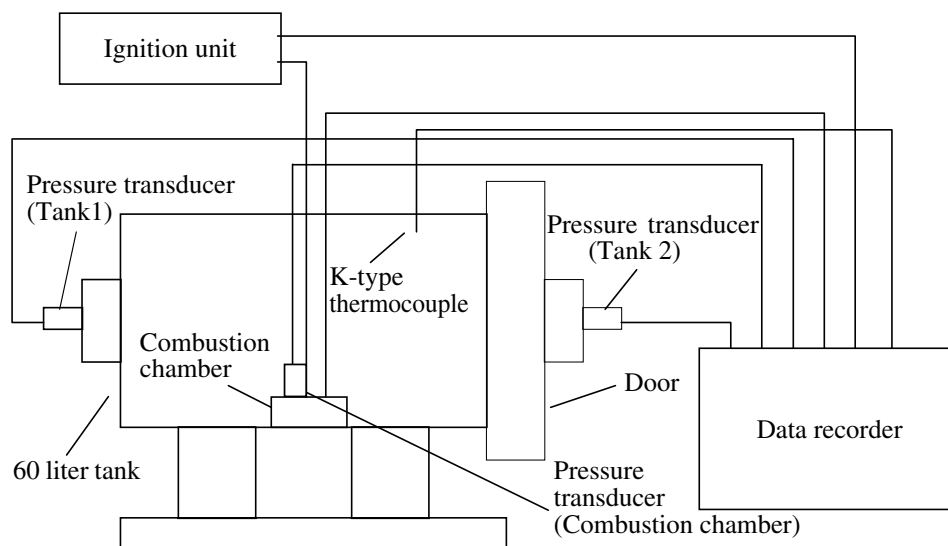 Ignition unit
Pressure transducer
(Tank1)
Pressure transducer
(Tank 2)
K-type
thermocouple
Combustion
chamber
Door
Data recorder
60 liter tank
Pressure
transducer
(Combustion chamber)